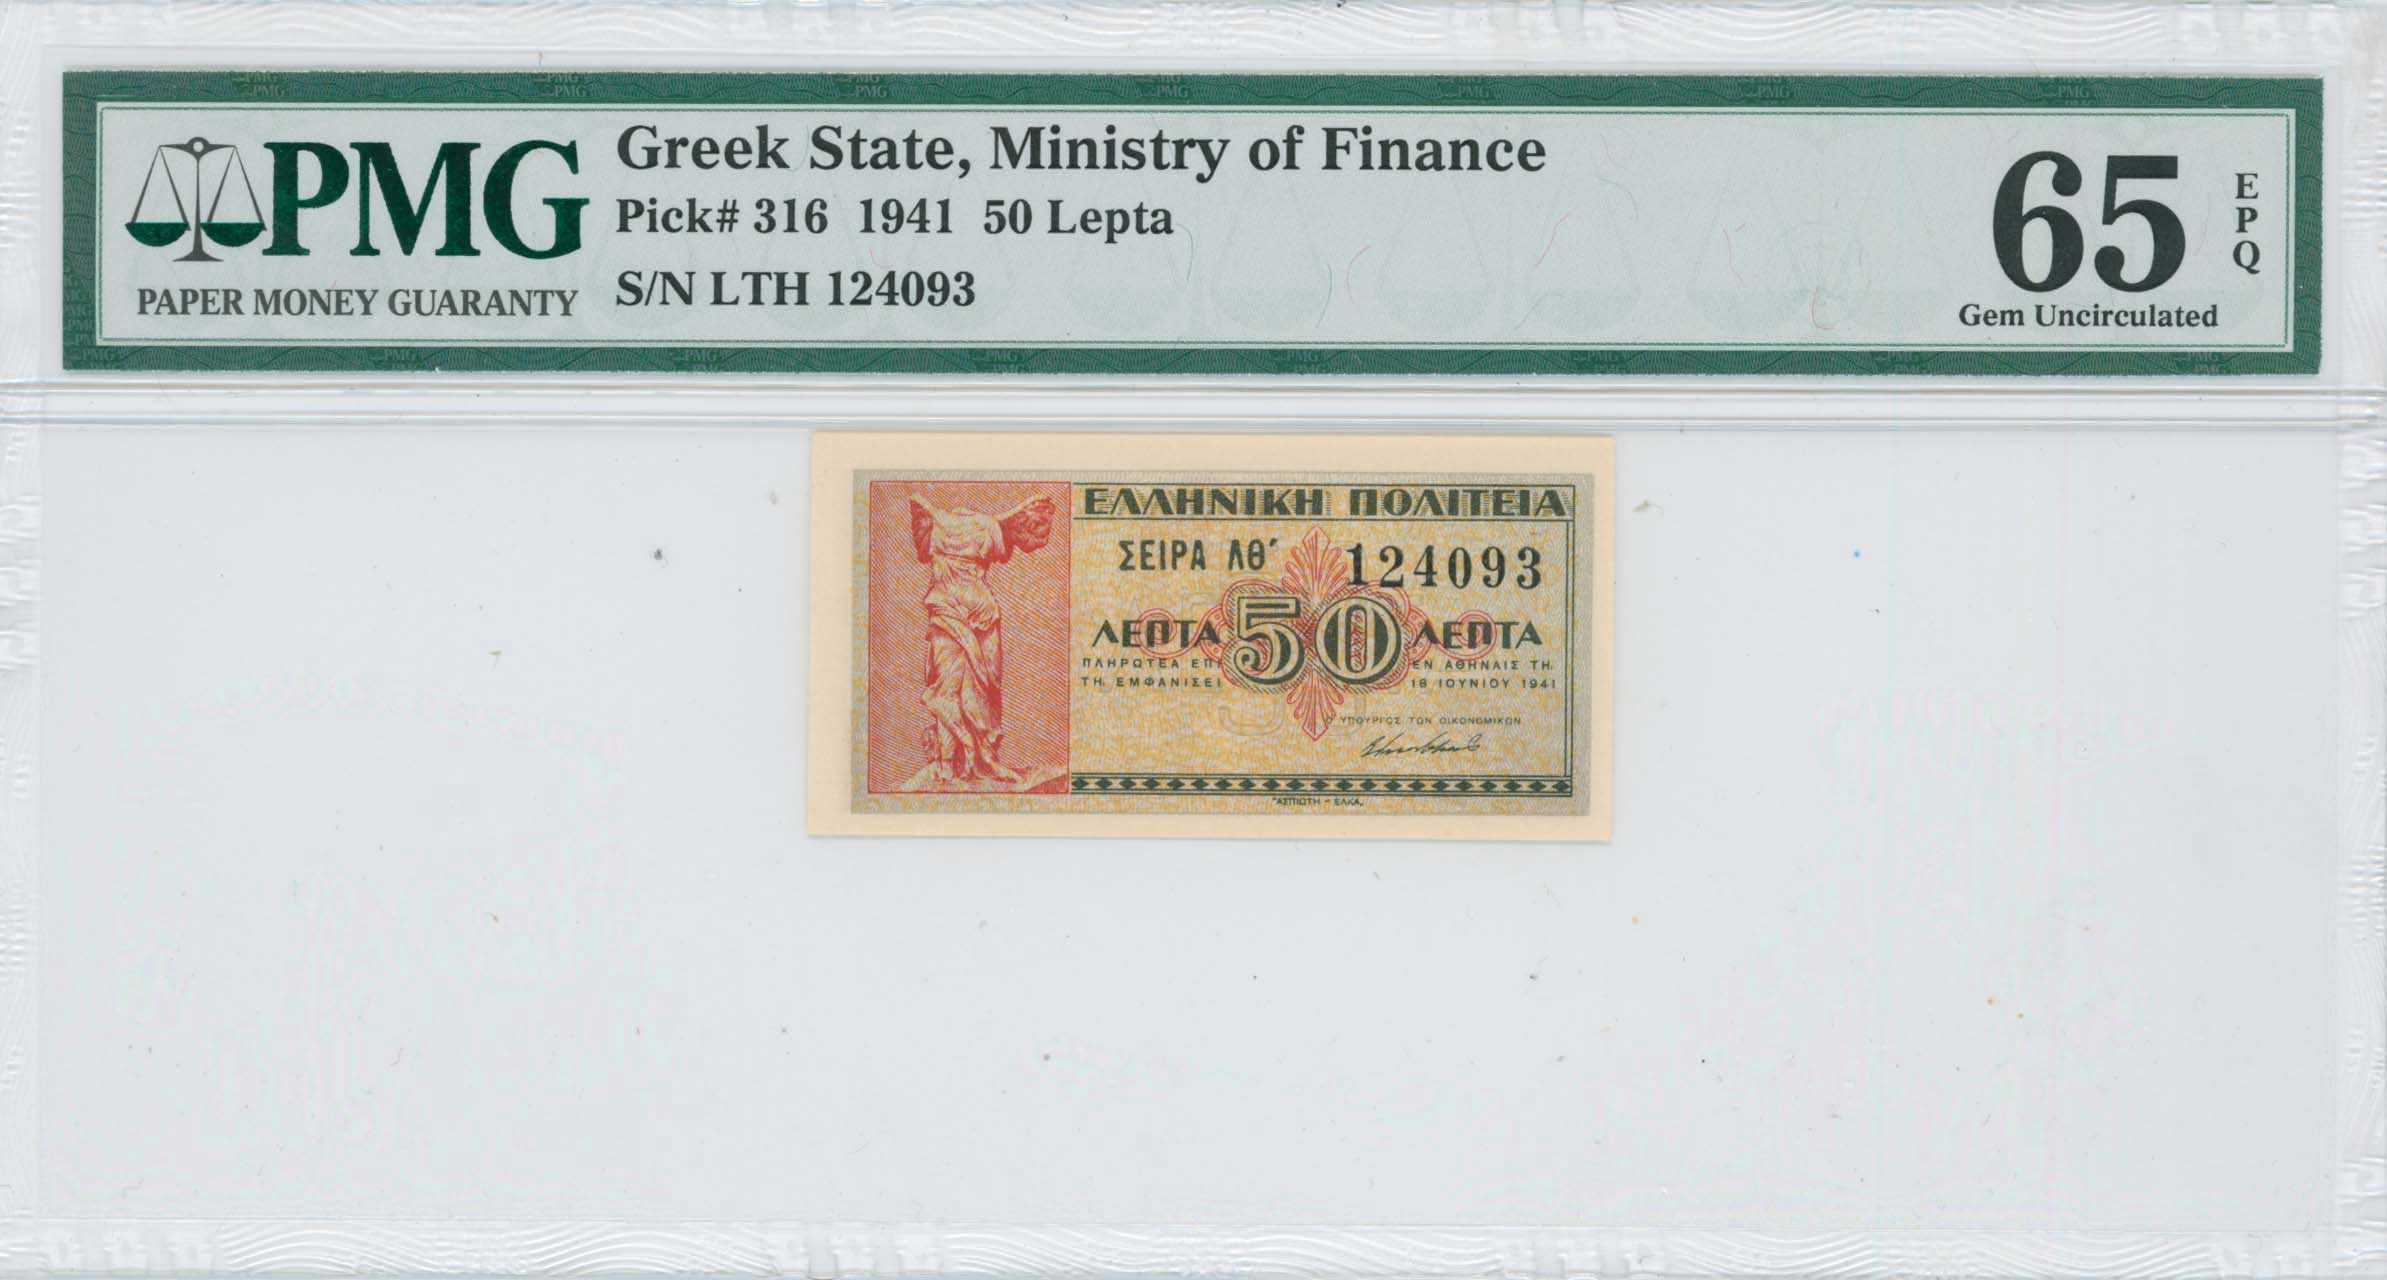 PMG
PAPER MONEY GUARANTY
Greek State, Ministry of Finance
Pick# 316 1941 50 Lepta
S/N LTH 124093
65
EPQ
Gem Uncirculated
ΕΛΛΗΝΙΚΗ ΠΟΛΙΤΕΙΑ
ΣΕΙΡΑ ΛΘ´ 124093
ΛΕΠΤΑ 50 ΛΕΠΤΑ
ΠΛΗΡΩΤΕΑ ΕΠΙ
ΤΗ ΕΜΦΑΝΙΣΕΙ
ΕΝ ΑΘΗΝΑΙΣ ΤΗ
18 ΙΟΥΝΙΟΥ 1941
Ο ΥΠΟΥΡΓΟΣ ΤΩΝ ΟΙΚΟΝΟΜΙΚΩΝ
"ΑΣΠΙΩΤΗ - ΕΛΚΑ"